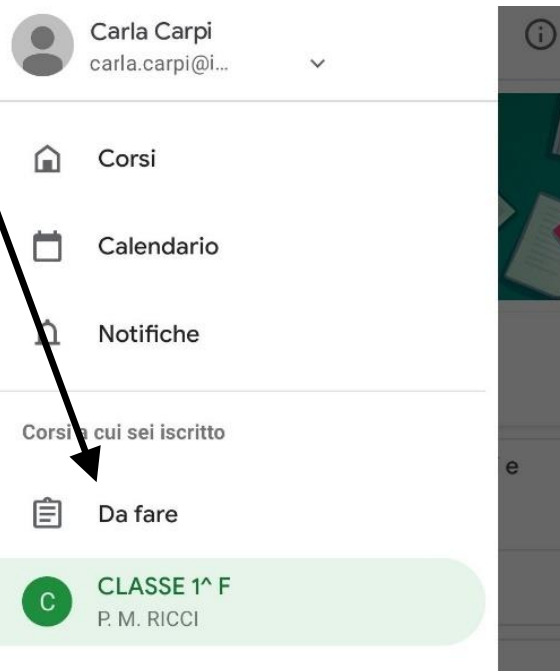 Carla Carpi
carla.carpi@i...
Corsi
Calendario
Notifiche
Corsi a cui sei iscritto
e
Da fare
C
CLASSE 1^ F
P. M. RICCI